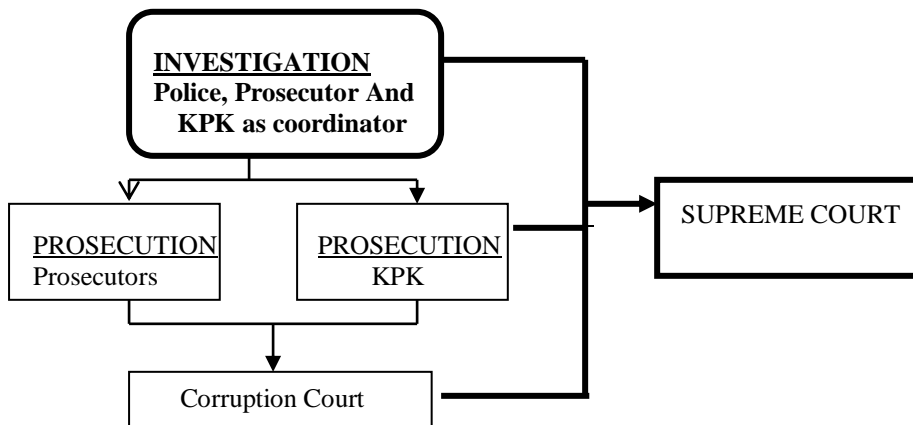 INVESTIGATION
Police, Prosecutor And
KPK as coordinator
PROSECUTION
Prosecutors
PROSECUTION
KPK
SUPREME COURT
Corruption Court